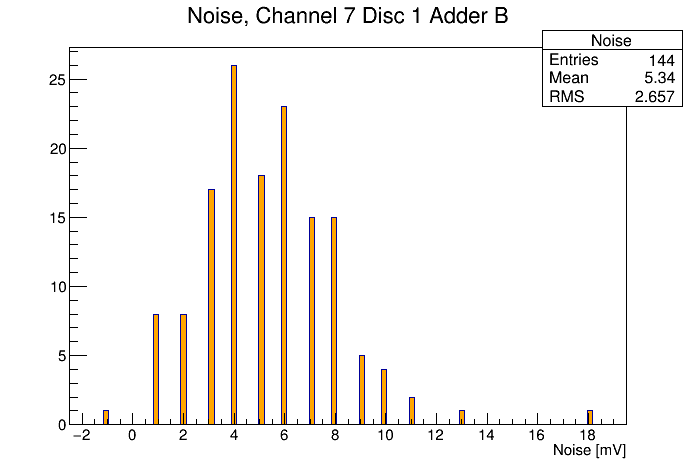 Noise, Channel 7 Disc 1 Adder B
Noise
Entries 144
Mean 5.34
RMS 2.657
25
20
15
10
5
0
−2 0 2 4 6 8 10 12 14 16 18
Noise [mV]